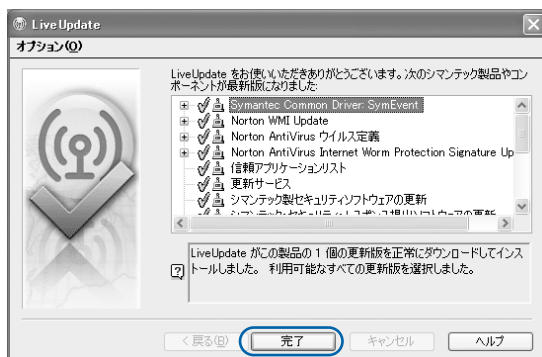 LiveUpdate
オプション(O)
LiveUpdate をお使いいただきありがとうございます。次のシマンテック製品やコン
ポーネントが最新版になりました:
Symantec Common Driver: SymEvent
Norton WMI Update
Norton AntiVirus ウイルス定義
Norton AntiVirus Internet Worm Protection Signature Up
信頼アプリケーションリスト
更新サービス
シマンテック製セキュリティソフトウェアの更新
LiveUpdate がこの製品の 1 個の更新版を正常にダウンロードしてインス
トールしました。 利用可能なすべての更新版を選択しました。
< 戻る(B) 完了 キャンセル ヘルプ